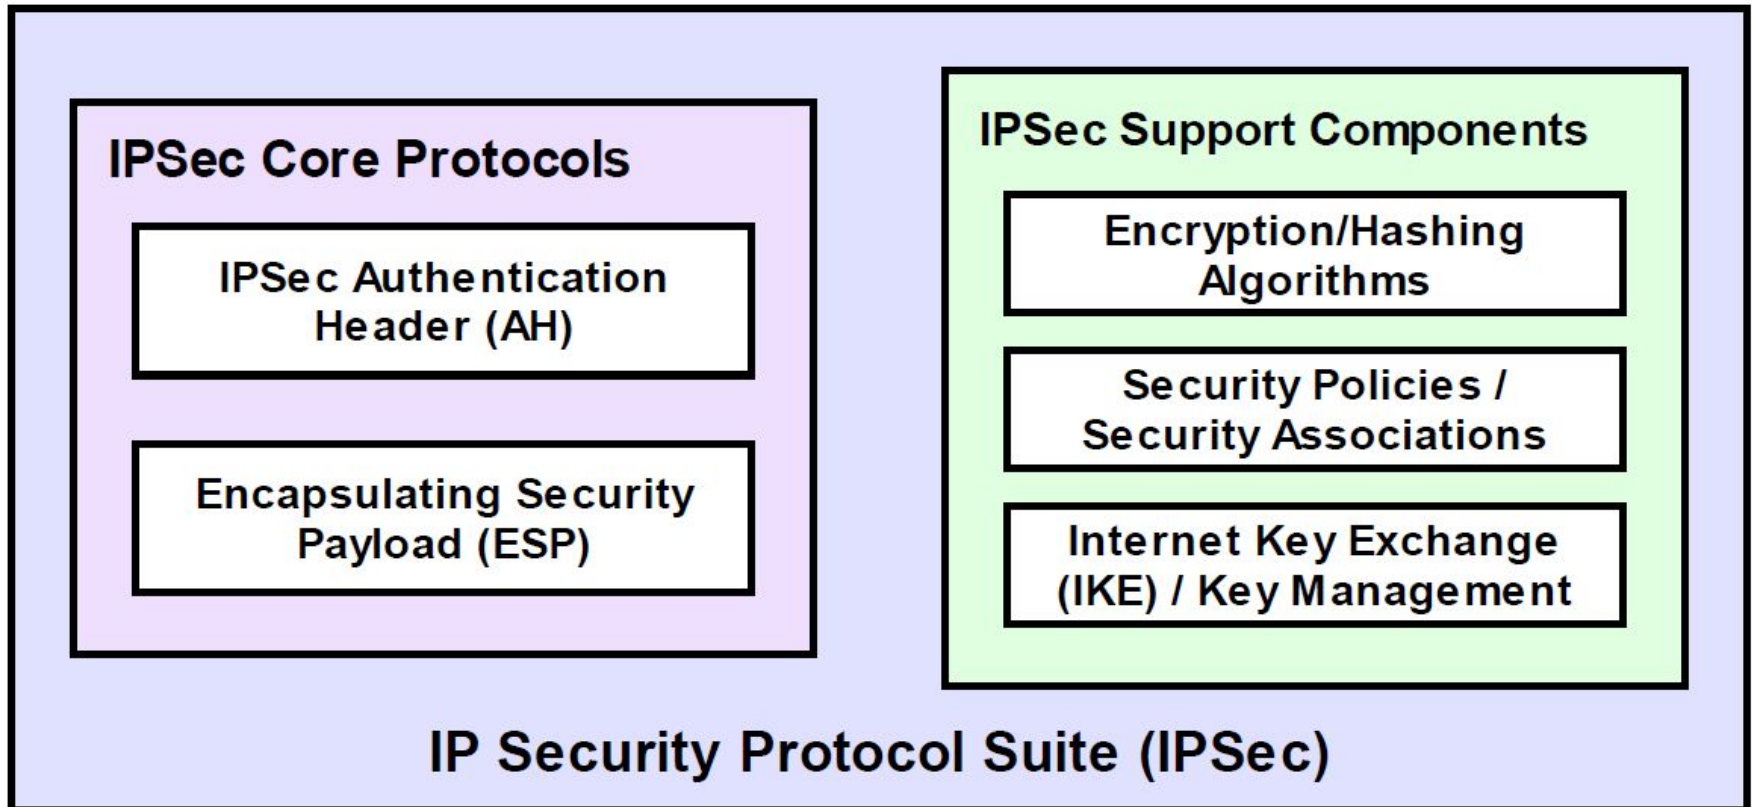 IPSec Core Protocols
IPSec Authentication
Header (AH)
Encapsulating Security
Payload (ESP)
IPSec Support Components
Encryption/Hashing
Algorithms
Security Policies /
Security Associations
Internet Key Exchange
(IKE) / Key Management
IP Security Protocol Suite (IPSec)